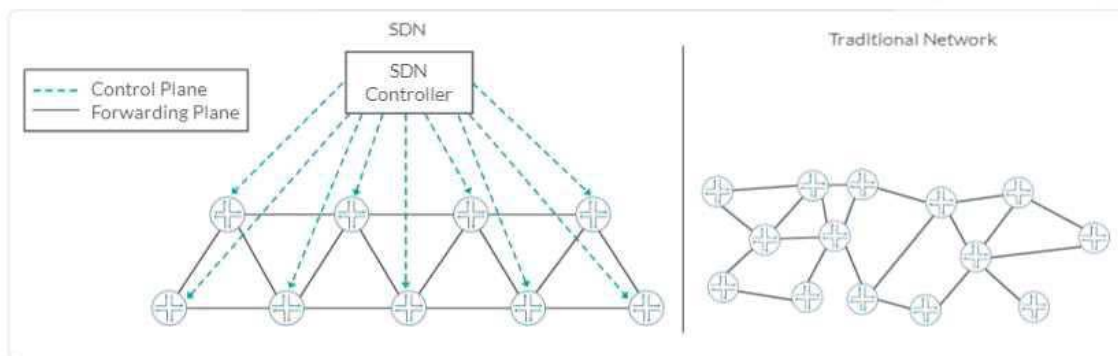 SDN
SDN
Controller
Control Plane
Forwarding Plane
Traditional Network